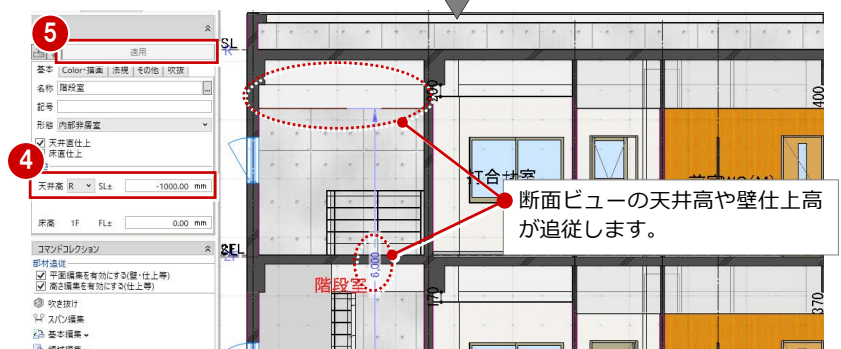 5
適用
基本 Color・描画 法規 その他 吹抜
名称 階段室 ...
記号
形態 内部非居室
天井直仕上
床直仕上
4
天井高 R SL± -1000.00 mm
床高 1F FL± 0.00 mm
コマンドコレクション
部材追従
平面編集を有効にする(壁・仕上等)
高さ編集を有効にする(仕上等)
吹き抜け
スパン編集
基本編集
SL
200
400
打合せ室
断面ビューの天井高や壁仕上高
が追従します。
6,000
階段室
170
370